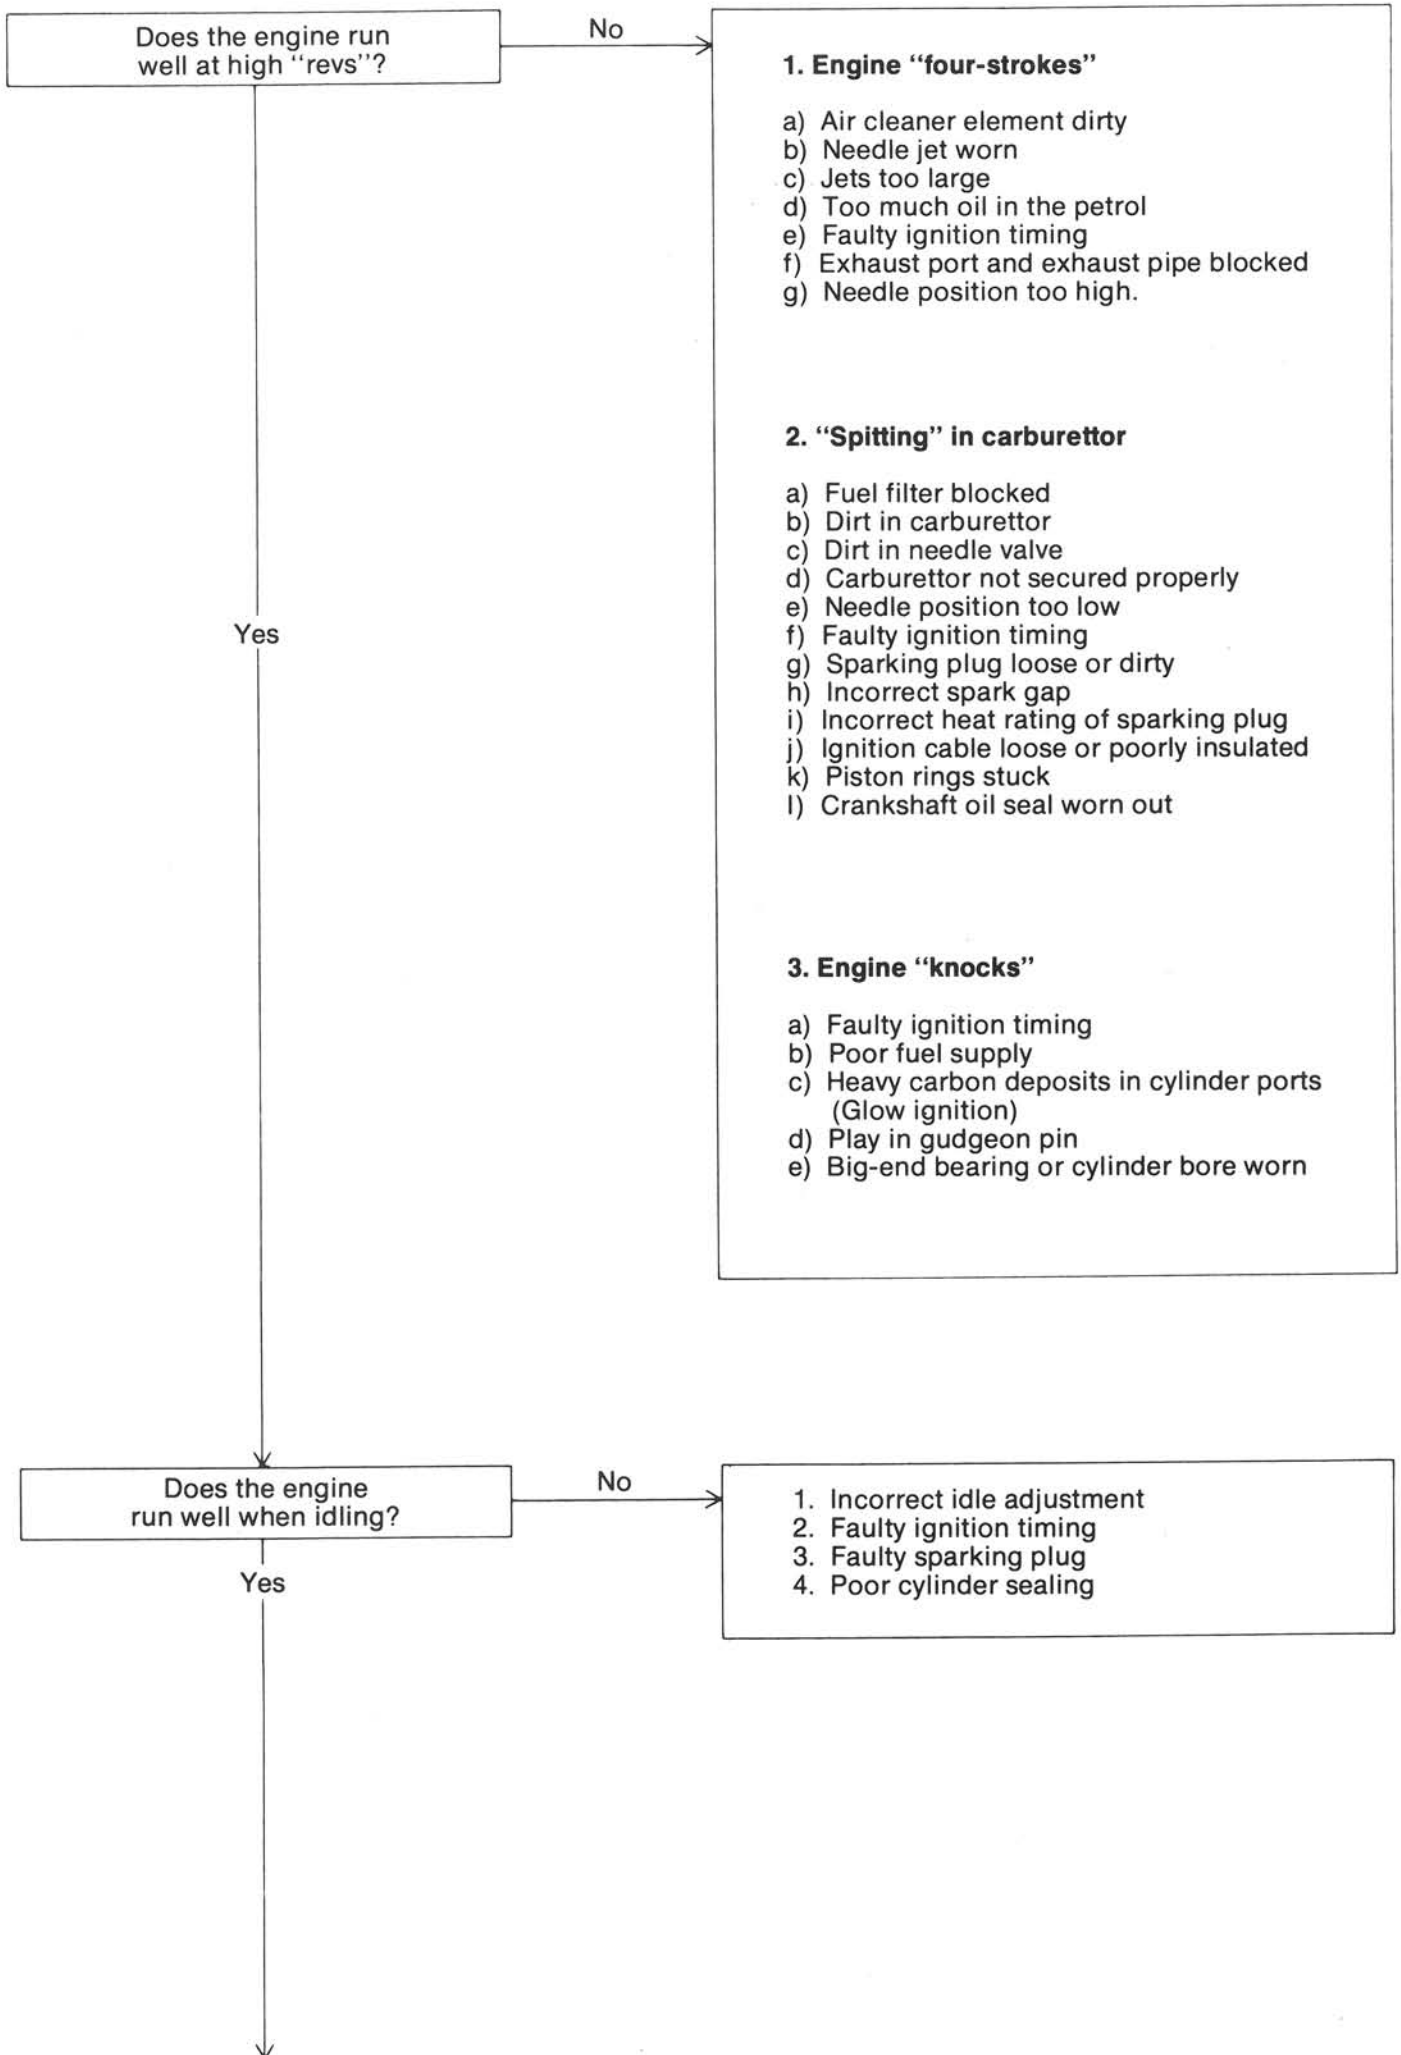 Does the engine run
well at high “revs”?
No
1. Engine “four-strokes”
a) Air cleaner element dirty
b) Needle jet worn
c) Jets too large
d) Too much oil in the petrol
e) Faulty ignition timing
f) Exhaust port and exhaust pipe blocked
g) Needle position too high.
2. “Spitting” in carburettor
a) Fuel filter blocked
b) Dirt in carburettor
c) Dirt in needle valve
d) Carburettor not secured properly
e) Needle position too low
f) Faulty ignition timing
g) Sparking plug loose or dirty
h) Incorrect spark gap
i) Incorrect heat rating of sparking plug
j) Ignition cable loose or poorly insulated
k) Piston rings stuck
l) Crankshaft oil seal worn out
3. Engine “knocks”
a) Faulty ignition timing
b) Poor fuel supply
c) Heavy carbon deposits in cylinder ports
(Glow ignition)
d) Play in gudgeon pin
e) Big-end bearing or cylinder bore worn
Yes
Does the engine
run well when idling?
No
1. Incorrect idle adjustment
2. Faulty ignition timing
3. Faulty sparking plug
4. Poor cylinder sealing
Yes